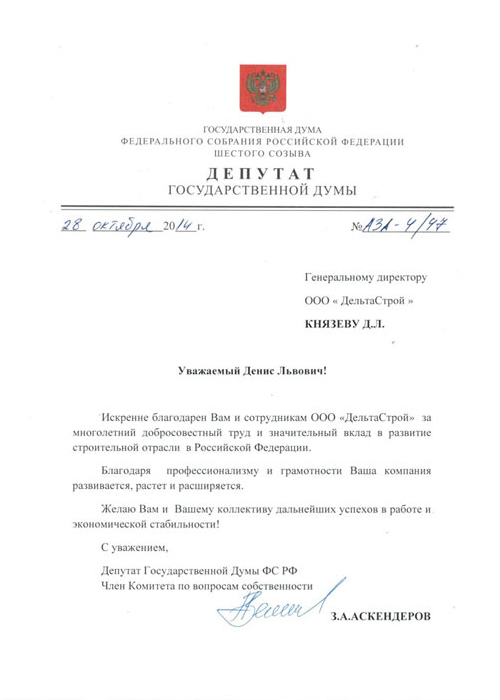 ГОСУДАРСТВЕННАЯ ДУМА
ФЕДЕРАЛЬНОГО СОБРАНИЯ РОССИЙСКОЙ ФЕДЕРАЦИИ
ШЕСТОГО СОЗЫВА
ДЕПУТАТ
ГОСУДАРСТВЕННОЙ ДУМЫ
28 октября 2014 г. № АЗА-4/47
Генеральному директору
ООО « ДельтаСтрой »
КНЯЗЕВУ Д.Л.
Уважаемый Денис Львович!
Искренне благодарен Вам и сотрудникам ООО «ДельтаСтрой» за
многолетний добросовестный труд и значительный вклад в развитие
строительной отрасли в Российской Федерации.
Благодаря профессионализму и грамотности Ваша компания
развивается, растет и расширяется.
Желаю Вам и Вашему коллективу дальнейших успехов в работе и
экономической стабильности!
С уважением,
Депутат Государственной Думы ФС РФ
Член Комитета по вопросам собственности
З.А.АСКЕНДЕРОВ